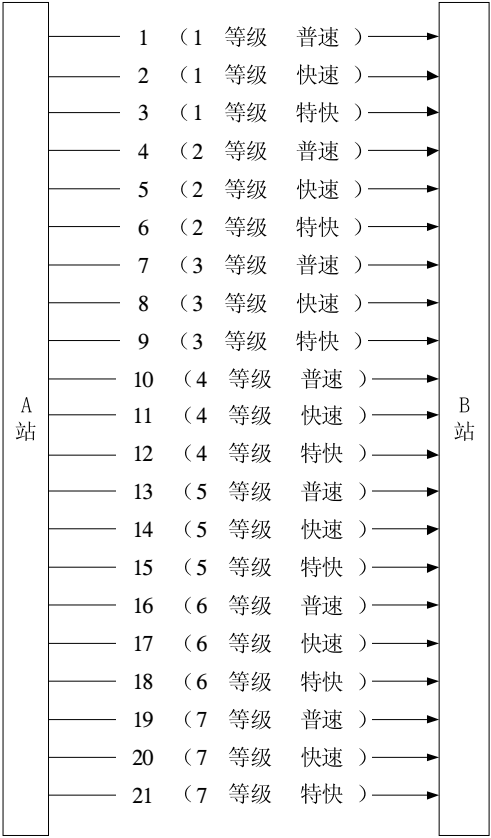 1 （1 等级 普速）
2 （1 等级 快速）
3 （1 等级 特快）
4 （2 等级 普速）
5 （2 等级 快速）
6 （2 等级 特快）
7 （3 等级 普速）
8 （3 等级 快速）
9 （3 等级 特快）
10 （4 等级 普速）
A站
11 （4 等级 快速）
B站
12 （4 等级 特快）
13 （5 等级 普速）
14 （5 等级 快速）
15 （5 等级 特快）
16 （6 等级 普速）
17 （6 等级 快速）
18 （6 等级 特快）
19 （7 等级 普速）
20 （7 等级 快速）
21 （7 等级 特快）